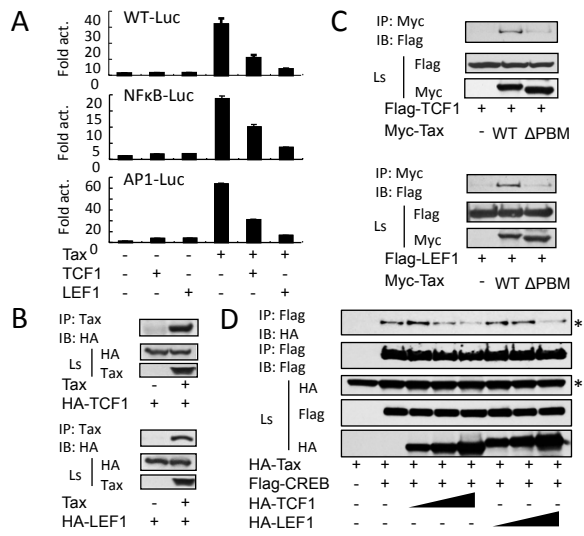 A
WT-Luc
Fold act.
40
30
20
10
0
NFκB-Luc
Fold act.
20
10
0
AP1-Luc
Fold act.
60
40
20
0
Tax - - - + + +
TCF1 - + - - + -
LEF1 - - + - - +
B
IP: Tax
IB: HA
Ls
HA
Tax
Tax - +
HA-TCF1 + +
IP: Tax
IB: HA
Ls
HA
Tax
Tax - +
HA-LEF1 + +
C
IP: Myc
IB: Flag
Ls
Flag
Myc
Flag-TCF1 + + +
Myc-Tax - WT ΔPBM
IP: Myc
IB: Flag
Ls
Flag
Myc
Flag-LEF1 + + +
Myc-Tax - WT ΔPBM
D
IP: Flag
IB: HA
*
IP: Flag
IB: Flag
Ls
HA
*
Flag
HA
HA-Tax + + + + + + + +
Flag-CREB - + + + + + + +
HA-TCF1 - - - - -
HA-LEF1 - - - - -